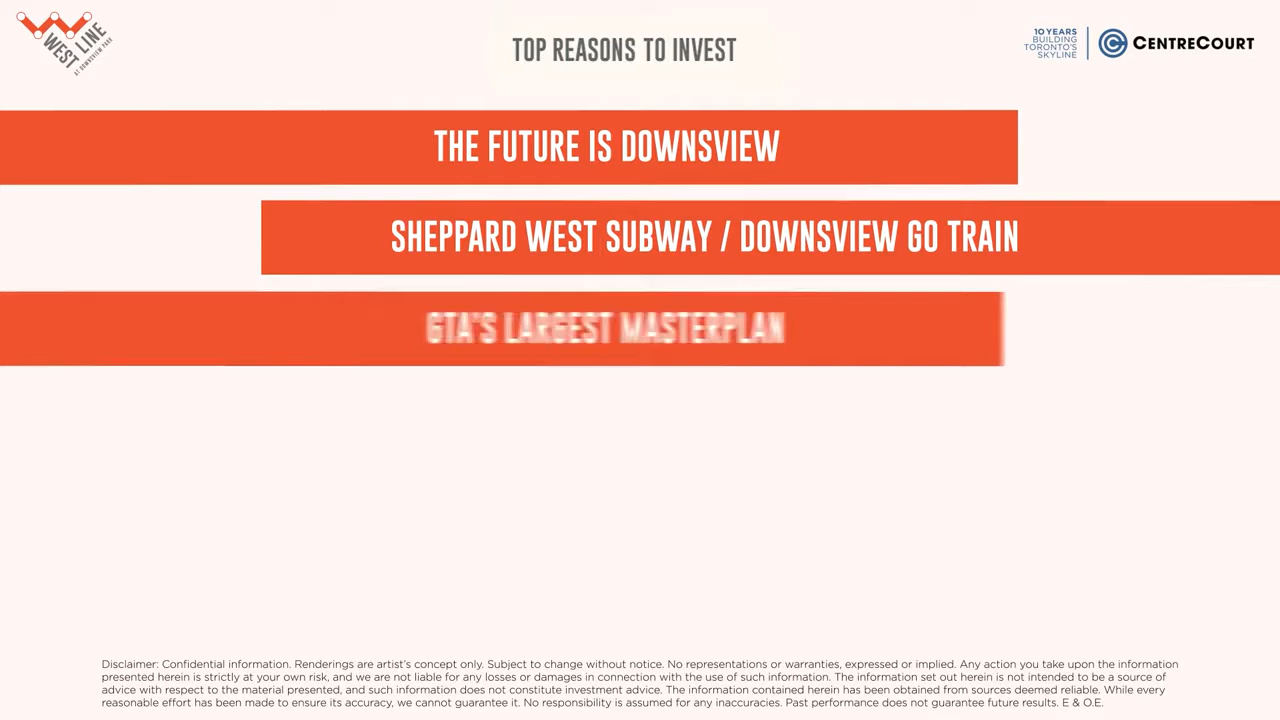 WEST LINE
AT DOWNSVIEW PARK
TOP REASONS TO INVEST
10 YEARS
BUILDING
TORONTO'S
SKYLINE
CENTRECOURT
THE FUTURE IS DOWNSVIEW
SHEPPARD WEST SUBWAY / DOWNSVIEW GO TRAIN
GTA'S LARGEST MASTERPLAN
Disclaimer: Confidential information. Renderings are artist's concept only. Subject to change without notice. No representations or warranties, expressed or implied. Any action you take upon the information
presented herein is strictly at your own risk, and we are not liable for any losses or damages in connection with the use of such information. The information set out herein is not intended to be a source of
advice with respect to the material presented, and such information does not constitute investment advice. The information contained herein has been obtained from sources deemed reliable. While every
reasonable effort has been made to ensure its accuracy, we cannot guarantee it. No responsibility is assumed for any inaccuracies. Past performance does not guarantee future results. E & O.E.